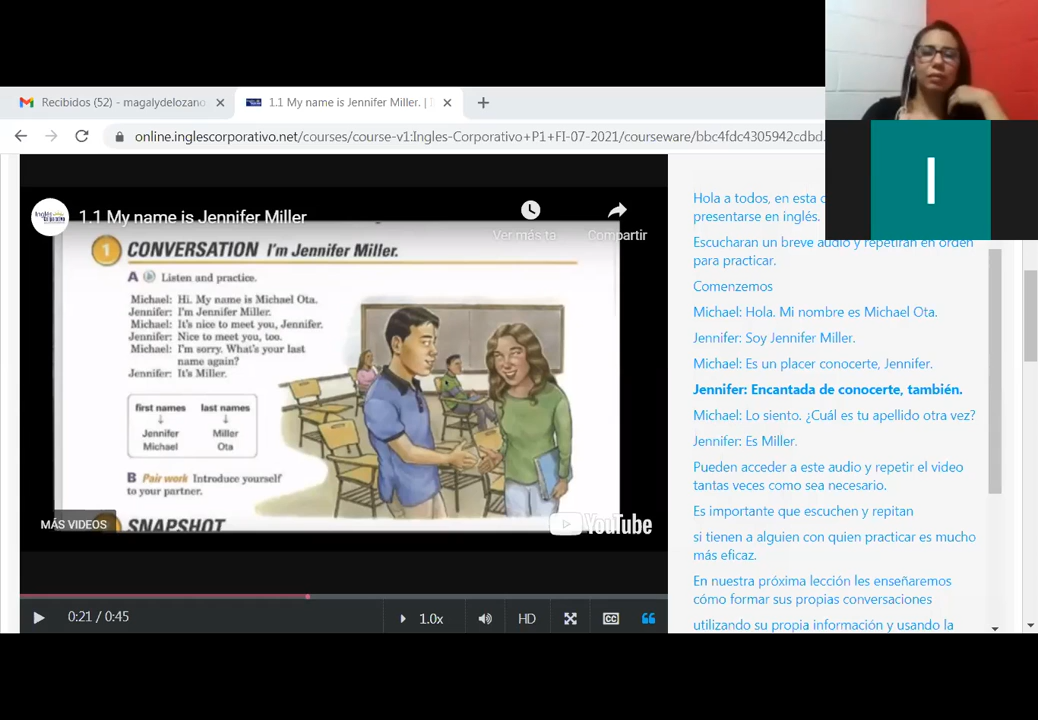 Recibidos (52) - magalydelozano
1.1 My name is Jennifer Miller. |
online.inglescorporativo.net/courses/course-v1:Ingles-Corporativo+P1+FI-07-2021/courseware/bbc4fdc4305942cdbd
1.1 My name is Jennifer Miller
Ver más ta
Compartir
1 CONVERSATION I'm Jennifer Miller.
A Listen and practice.
Michael: Hi. My name is Michael Ota.
Jennifer: I'm Jennifer Miller.
Michael: It's nice to meet you, Jennifer.
Jennifer: Nice to meet you, too.
Michael: I'm sorry. What's your last
name again?
Jennifer: It's Miller.
first names last names
Jennifer Miller
Michael Ota
B Pair work Introduce yourself
to your partner.
SNAPSHOT
MÁS VIDEOS
YouTube
0:21 / 0:45
1.0x
HD
CC
Hola a todos, en esta
presentarse en inglés.
Escucharan un breve audio y repetirán en orden
para practicar.
Comenzemos
Michael: Hola. Mi nombre es Michael Ota.
Jennifer: Soy Jennifer Miller.
Michael: Es un placer conocerte, Jennifer.
Jennifer: Encantada de conocerte, también.
Michael: Lo siento. ¿Cuál es tu apellido otra vez?
Jennifer: Es Miller.
Pueden acceder a este audio y repetir el video
tantas veces como sea necesario.
Es importante que escuchen y repitan
si tienen a alguien con quien practicar es mucho
más eficaz.
En nuestra próxima lección les enseñaremos
cómo formar sus propias conversaciones
utilizando su propia información y usando la
I